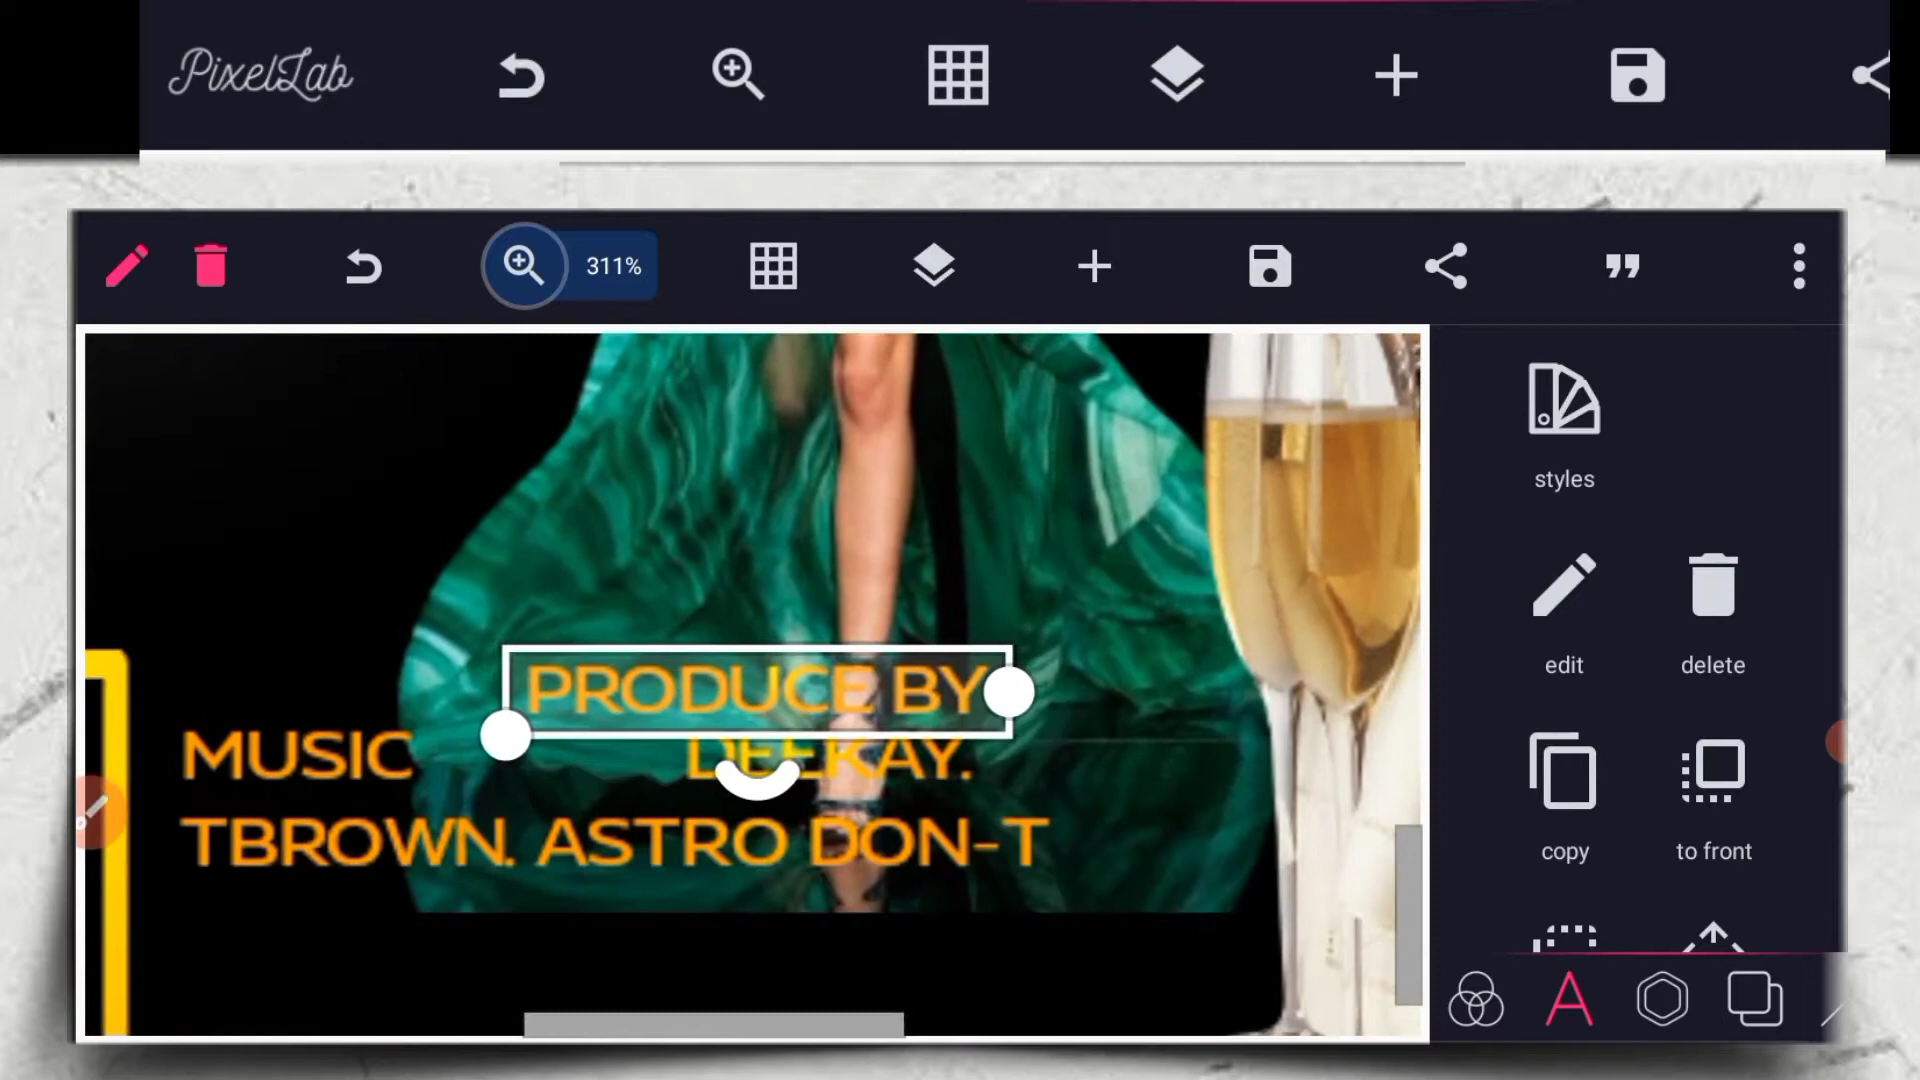 PixelLab
311%
styles
edit
delete
PRODUCE BY
MUSIC DEEKAY.
TBROWN. ASTRO DON-T
copy
to front